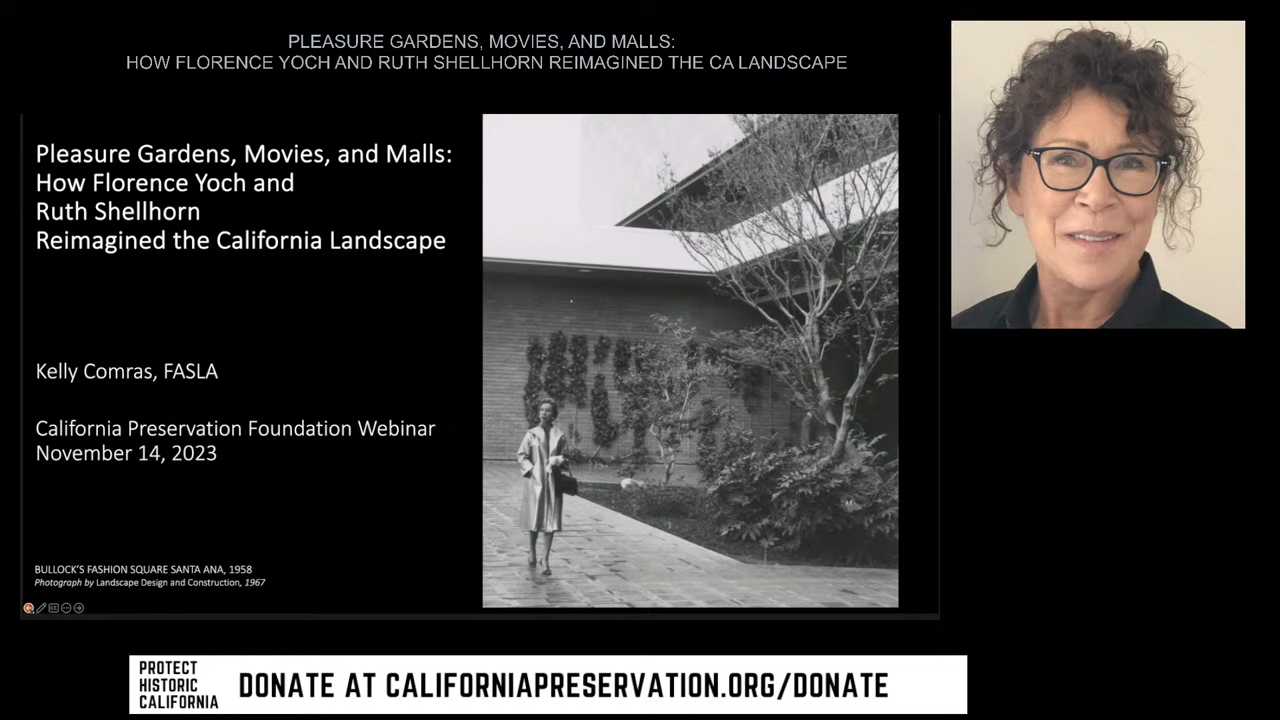 PLEASURE GARDENS, MOVIES, AND MALLS:
HOW FLORENCE YOCH AND RUTH SHELLHORN REIMAGINED THE CA LANDSCAPE
Pleasure Gardens, Movies, and Malls:
How Florence Yoch and
Ruth Shellhorn
Reimagined the California Landscape
Kelly Comras, FASLA
California Preservation Foundation Webinar
November 14, 2023
BULLOCK'S FASHION SQUARE SANTA ANA, 1958
Photograph by Landscape Design and Construction, 1967
PROTECT
HISTORIC
CALIFORNIA
DONATE AT CALIFORNIAPRESERVATION.ORG/DONATE